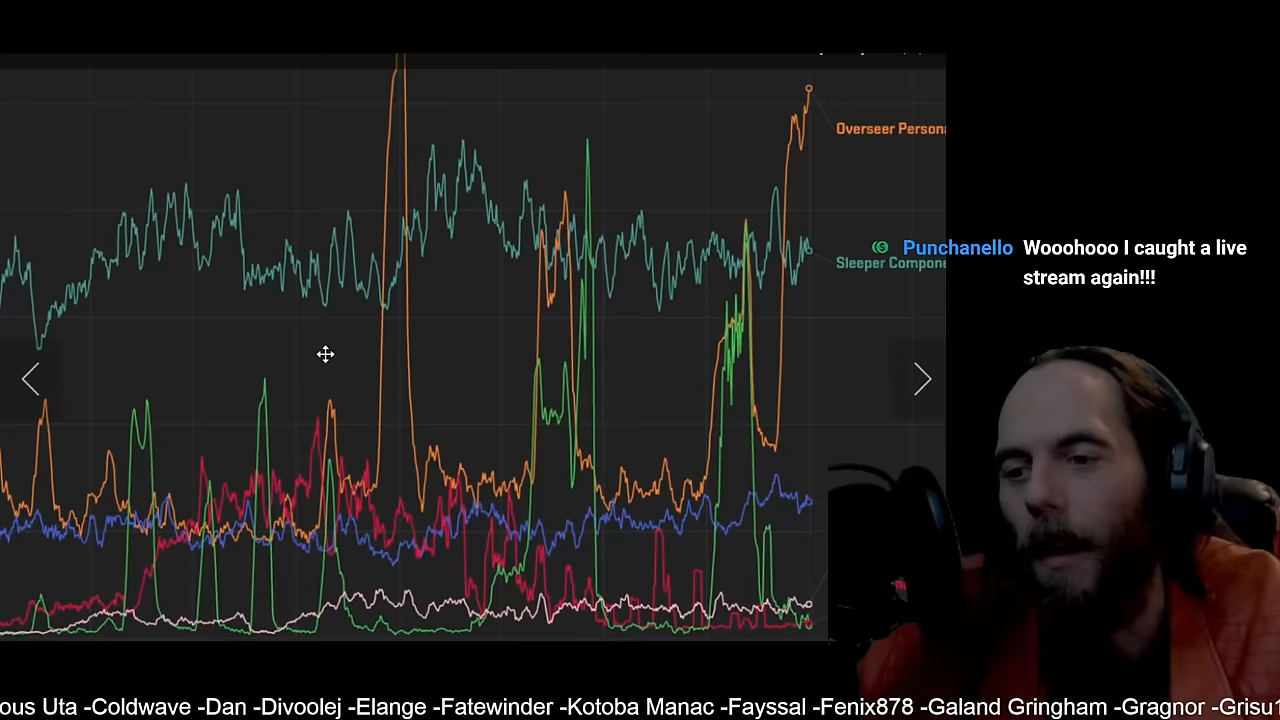 Overseer Persona
Punchanello Wooohooo I caught a live
stream again!!!
Sleeper Compone
ous Uta -Coldwave -Dan -Divoolej -Elange -Fatewinder -Kotoba Manac -Fayssal -Fenix878 -Galand Gringham -Gragnor -Grisu